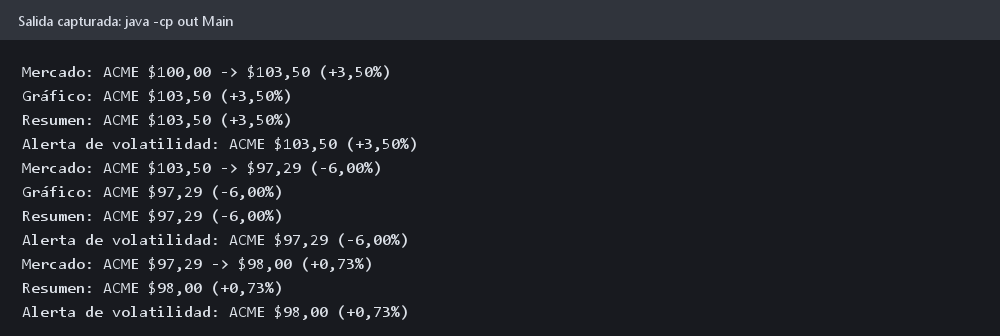 Salida capturada: java -cp out Main
Mercado: ACME $100,00 -> $103,50 (+3,50%)
Gráfico: ACME $103,50 (+3,50%)
Resumen: ACME $103,50 (+3,50%)
Alerta de volatilidad: ACME $103,50 (+3,50%)
Mercado: ACME $103,50 -> $97,29 (-6,00%)
Gráfico: ACME $97,29 (-6,00%)
Resumen: ACME $97,29 (-6,00%)
Alerta de volatilidad: ACME $97,29 (-6,00%)
Mercado: ACME $97,29 -> $98,00 (+0,73%)
Resumen: ACME $98,00 (+0,73%)
Alerta de volatilidad: ACME $98,00 (+0,73%)